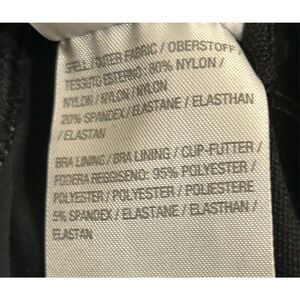 SHELL / OUTER FABRIC / OBERSTOFF /
TESSUTO ESTERNO: 80% NYLON /
NYLON / NYLON / NYLON
20% SPANDEX / ELASTANE / ELASTHAN
/ ELASTAN
BRA LINING / BRA LINING / CUP-FUTTER /
FODERA REGGISENO: 95% POLYESTER /
POLYESTER / POLYESTER / POLIESTERE
5% SPANDEX / ELASTANE / ELASTHAN /
ELASTAN